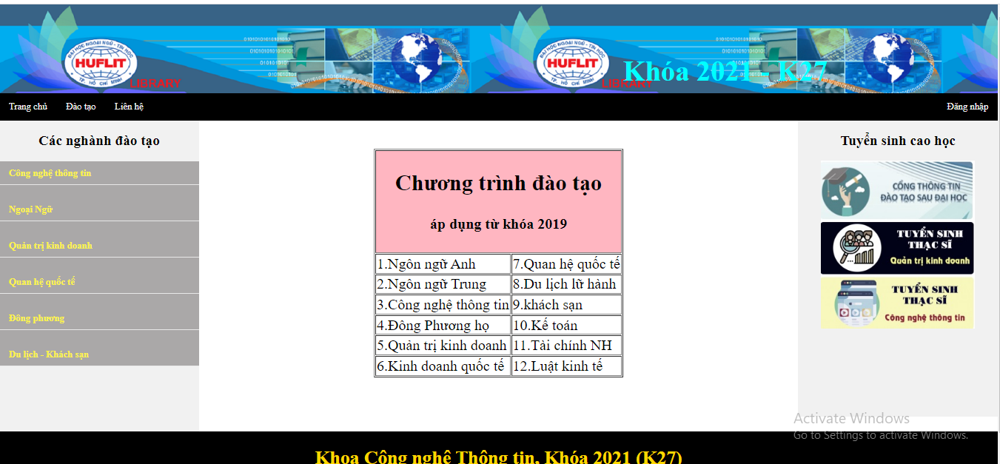 ĐẠI HỌC NGOẠI NGỮ - TIN HỌC
HUFLIT
TP. HỒ CHÍ MINH
LIBRARY
ĐẠI HỌC NGOẠI NGỮ - TIN HỌC
HUFLIT
TP. HỒ CHÍ MINH
LIBRARY
Khóa 2021 - K27
Trang chủ Đào tạo Liên hệ Đăng nhập
Các nghành đào tạo
Công nghệ thông tin
Ngoại Ngữ
Quản trị kinh doanh
Quan hệ quốc tế
Đông phương
Du lịch - Khách sạn
Chương trình đào tạo
áp dụng từ khóa 2019
1.Ngôn ngữ Anh 7.Quan hệ quốc tế
2.Ngôn ngữ Trung 8.Du lịch lữ hành
3.Công nghệ thông tin 9.khách sạn
4.Đông Phương họ 10.Kế toán
5.Quản trị kinh doanh 11.Tài chính NH
6.Kinh doanh quốc tế 12.Luật kinh tế
Tuyển sinh cao học
CỔNG THÔNG TIN
ĐÀO TẠO SAU ĐẠI HỌC
TUYỂN SINH
THẠC SĨ
Quản trị kinh doanh
TUYỂN SINH
THẠC SĨ
Công nghệ thông tin
Activate Windows
Go to Settings to activate Windows.
Khoa Công nghệ Thông tin, Khóa 2021 (K27)